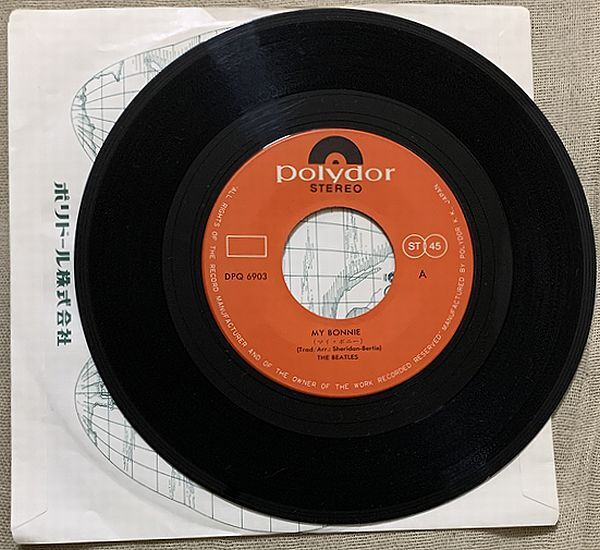 polydor
STEREO
ST 45
DPQ 6903
A
MY BONNIE
(マイ・ボニー)
(Trad./Arr.: Sheridan-Bertie)
THE BEATLES
ALL RIGHTS OF THE RECORD MANUFACTURER AND OF THE OWNER OF THE WORK RECORDED RESERVED MANUFACTURED BY POLYDOR K.K. JAPAN
ポリドール株式会社